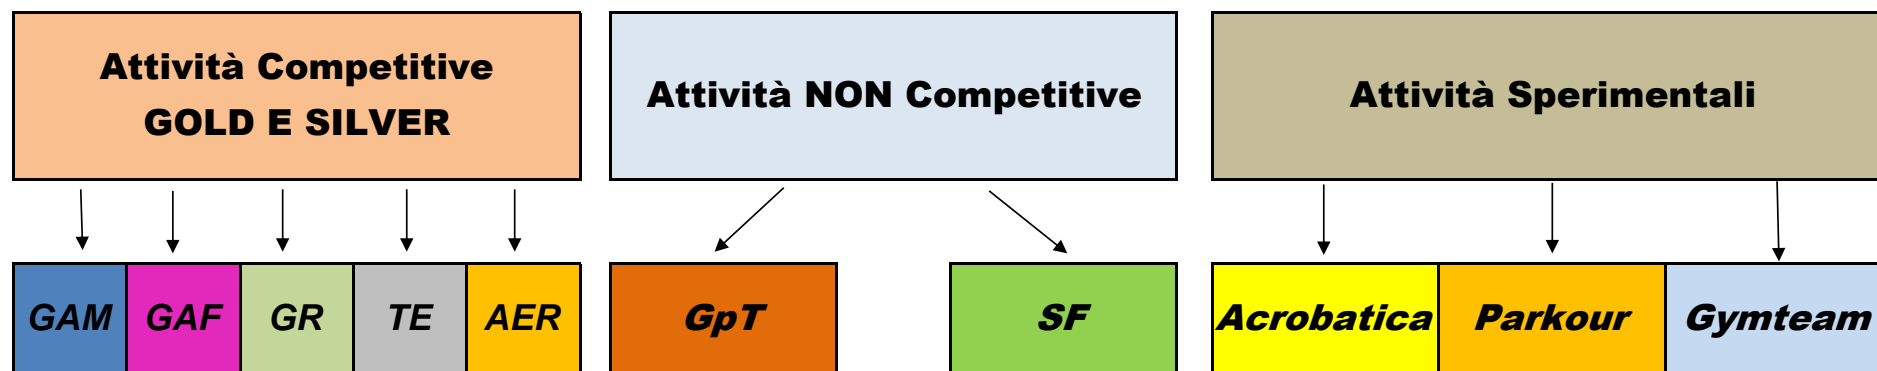 Attività Competitive
GOLD E SILVER
Attività NON Competitive
Attività Sperimentali
GAM
GAF
GR
TE
AER
GpT
SF
Acrobatica
Parkour
Gymteam